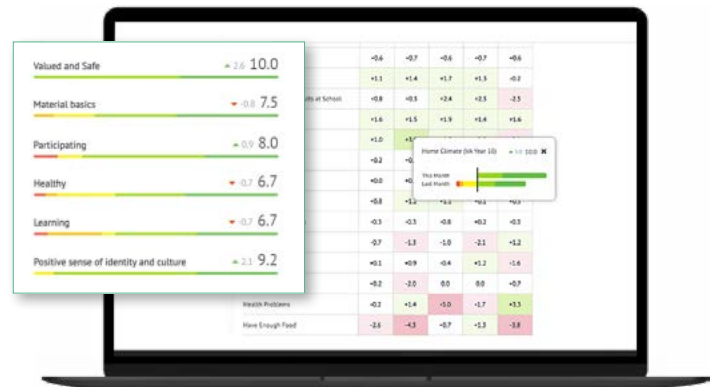 Valued and Safe 2.6 10.0
Material basics -0.8 7.5
Participating 0.9 8.0
Healthy -0.7 6.7
Learning -0.7 6.7
Positive sense of identity and culture 2.1 9.2
-0.6 -0.7 -0.6 -0.7 -0.6
+1.1 +1.4 +1.7 +1.3 -0.2
at School +0.8 +0.3 +2.4 +2.5 -2.3
+1.6 +1.5 +1.9 +1.4 +1.6
+1.0
Home Climate (VA Year 10) 10.0 ✖
This Month
Last Month
+0.2
+0.0
+0.8
-0.3 -0.3 -0.8 +0.2 -0.3
-0.7 -1.3 -1.0 -2.1 +1.2
+0.1 +0.9 -0.4 +1.2 -1.6
+0.2 -2.0 0.0 0.0 +0.7
Health Problems -0.2 +1.4 -3.0 -1.7 +3.3
Have Enough Food -2.6 -4.3 +0.7 -1.3 -3.8